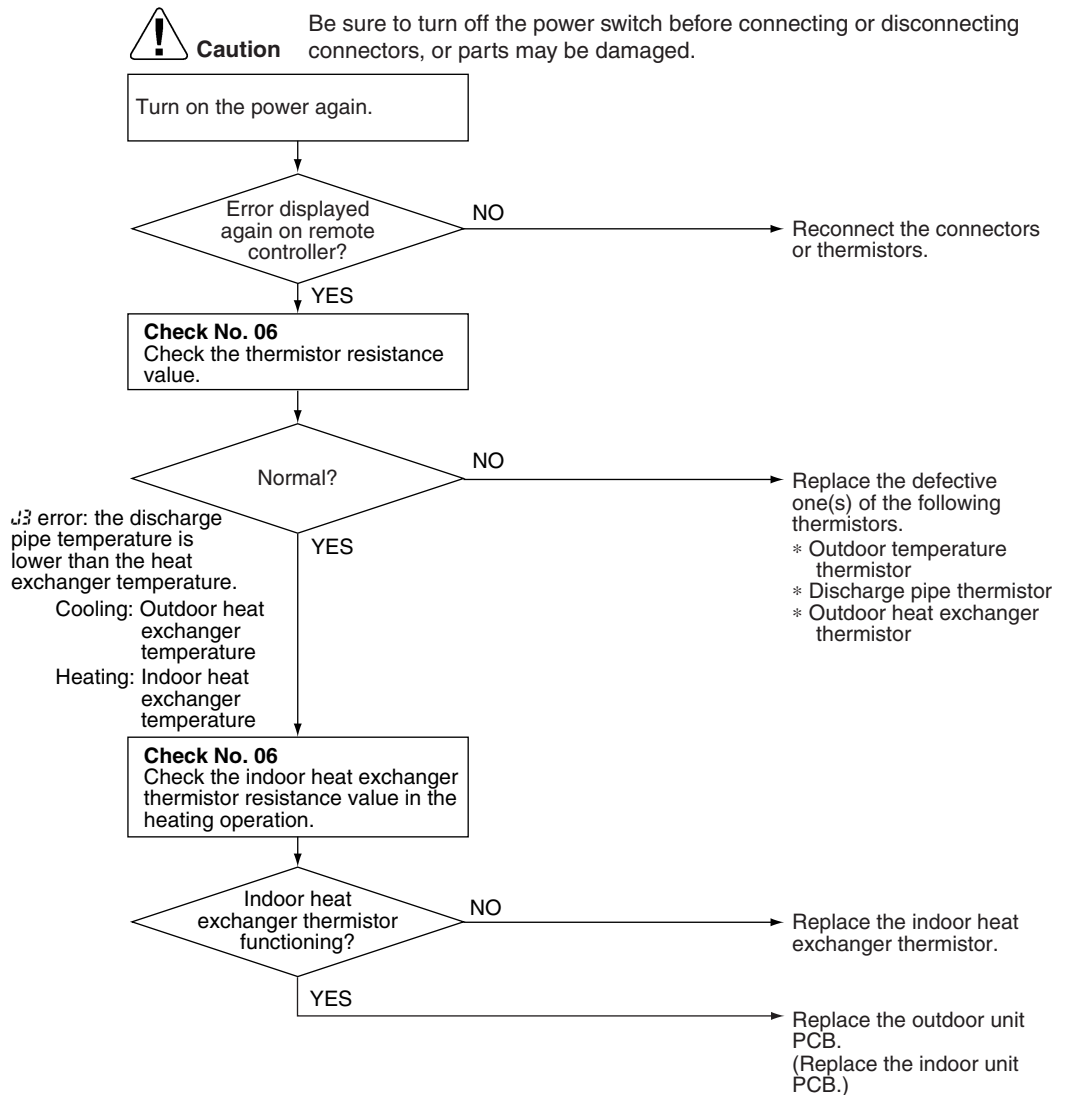 Be sure to turn off the power switch before connecting or disconnecting
Caution connectors, or parts may be damaged.
Turn on the power again.
Error displayed
again on remote
controller?
NO
Reconnect the connectors
or thermistors.
YES
Check No. 06
Check the thermistor resistance
value.
Normal?
NO
Replace the defective
one(s) of the following
thermistors.
* Outdoor temperature
thermistor
* Discharge pipe thermistor
* Outdoor heat exchanger
thermistor
YES
J3 error: the discharge
pipe temperature is
lower than the heat
exchanger temperature.
Cooling: Outdoor heat
exchanger
temperature
Heating: Indoor heat
exchanger
temperature
Check No. 06
Check the indoor heat exchanger
thermistor resistance value in the
heating operation.
Indoor heat
exchanger thermistor
functioning?
NO
Replace the indoor heat
exchanger thermistor.
YES
Replace the outdoor unit
PCB.
(Replace the indoor unit
PCB.)